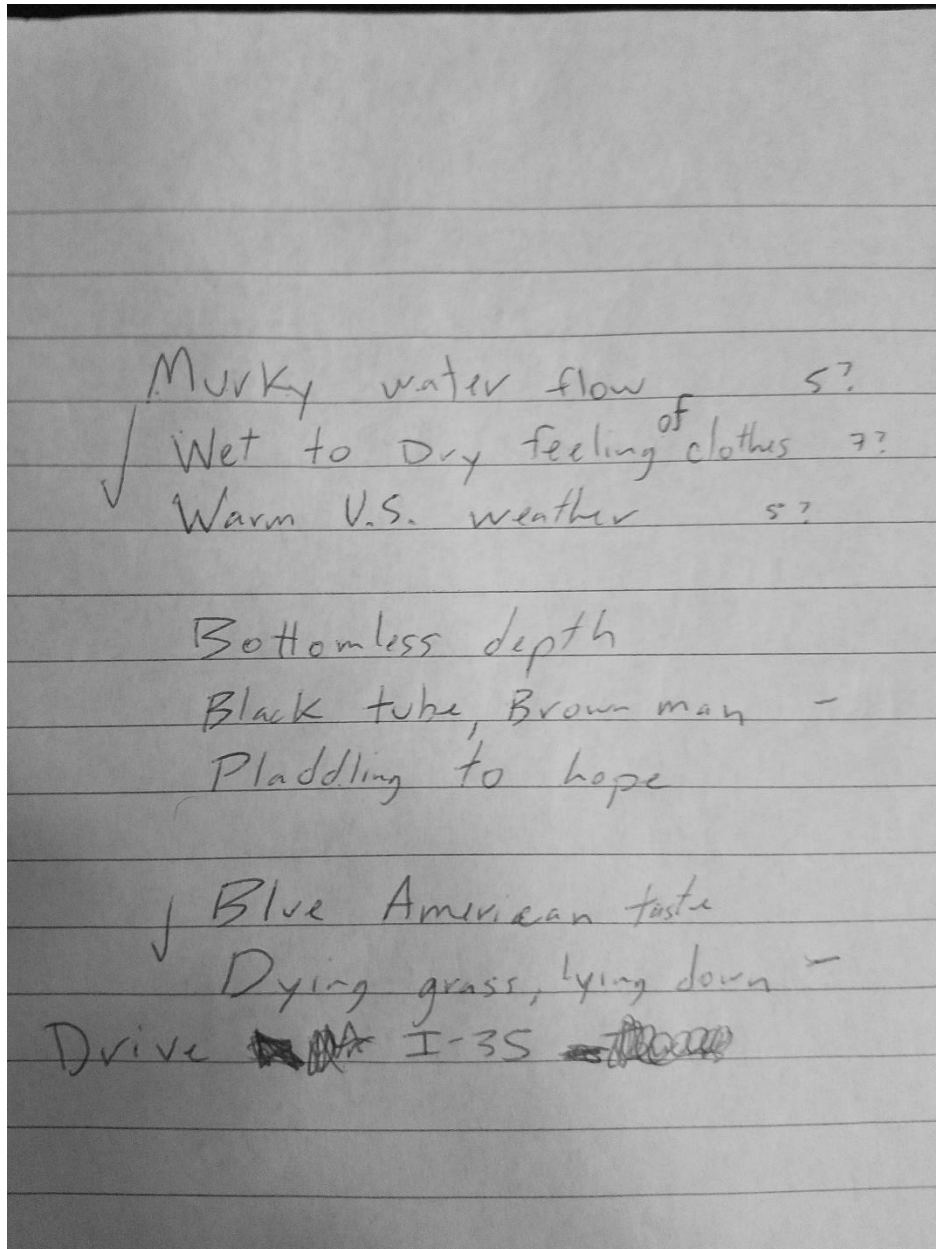 Murky water flow 5?
Wet to Dry feeling of clothes 7?
Warm U.S. weather 5?
Bottomless depth
Black tube, Brown man -
Pladdling to hope
Blue American taste
Dying grass, lying down -
Drive I-35